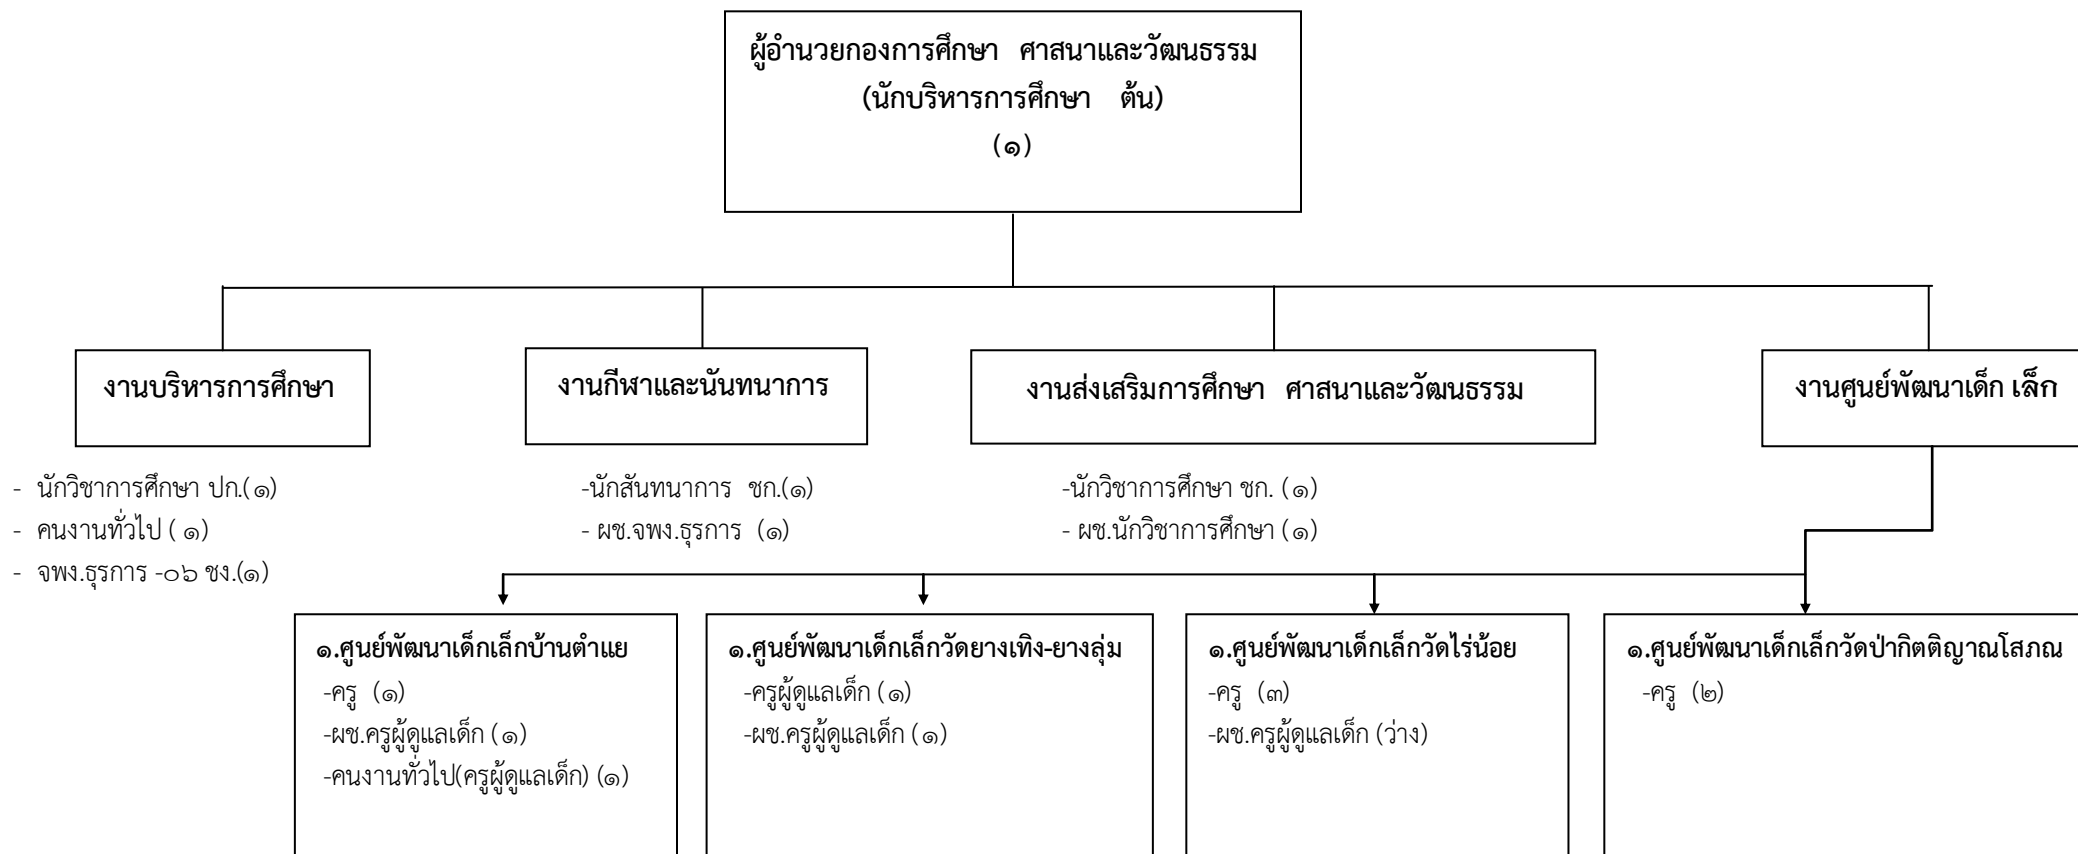 ผู้อำนวยกองการศึกษา ศาสนาและวัฒนธรรม
(นักบริหารการศึกษา ต้น)
(๑)
งานบริหารการศึกษา
งานกีฬาและนันทนาการ
งานส่งเสริมการศึกษา ศาสนาและวัฒนธรรม
งานศูนย์พัฒนาเด็ก เล็ก
- นักวิชาการศึกษา ปก.(๑)
- คนงานทั่วไป ( ๑)
- จพง.ธุรการ -๐๖ ชง.(๑)
-นักสันทนาการ ชก.(๑)
- ผช.จพง.ธุรการ (๑)
-นักวิชาการศึกษา ชก. (๑)
- ผช.นักวิชาการศึกษา (๑)
๑.ศูนย์พัฒนาเด็กเล็กบ้านตำแย
-ครู (๑)
-ผช.ครูผู้ดูแลเด็ก (๑)
-คนงานทั่วไป(ครูผู้ดูแลเด็ก) (๑)
๑.ศูนย์พัฒนาเด็กเล็กวัดยางเทิง-ยางลุ่ม
-ครูผู้ดูแลเด็ก (๑)
-ผช.ครูผู้ดูแลเด็ก (๑)
๑.ศูนย์พัฒนาเด็กเล็กวัดไร่น้อย
-ครู (๓)
-ผช.ครูผู้ดูแลเด็ก (ว่าง)
๑.ศูนย์พัฒนาเด็กเล็กวัดป่ากิตติญาณโสภณ
-ครู (๒)